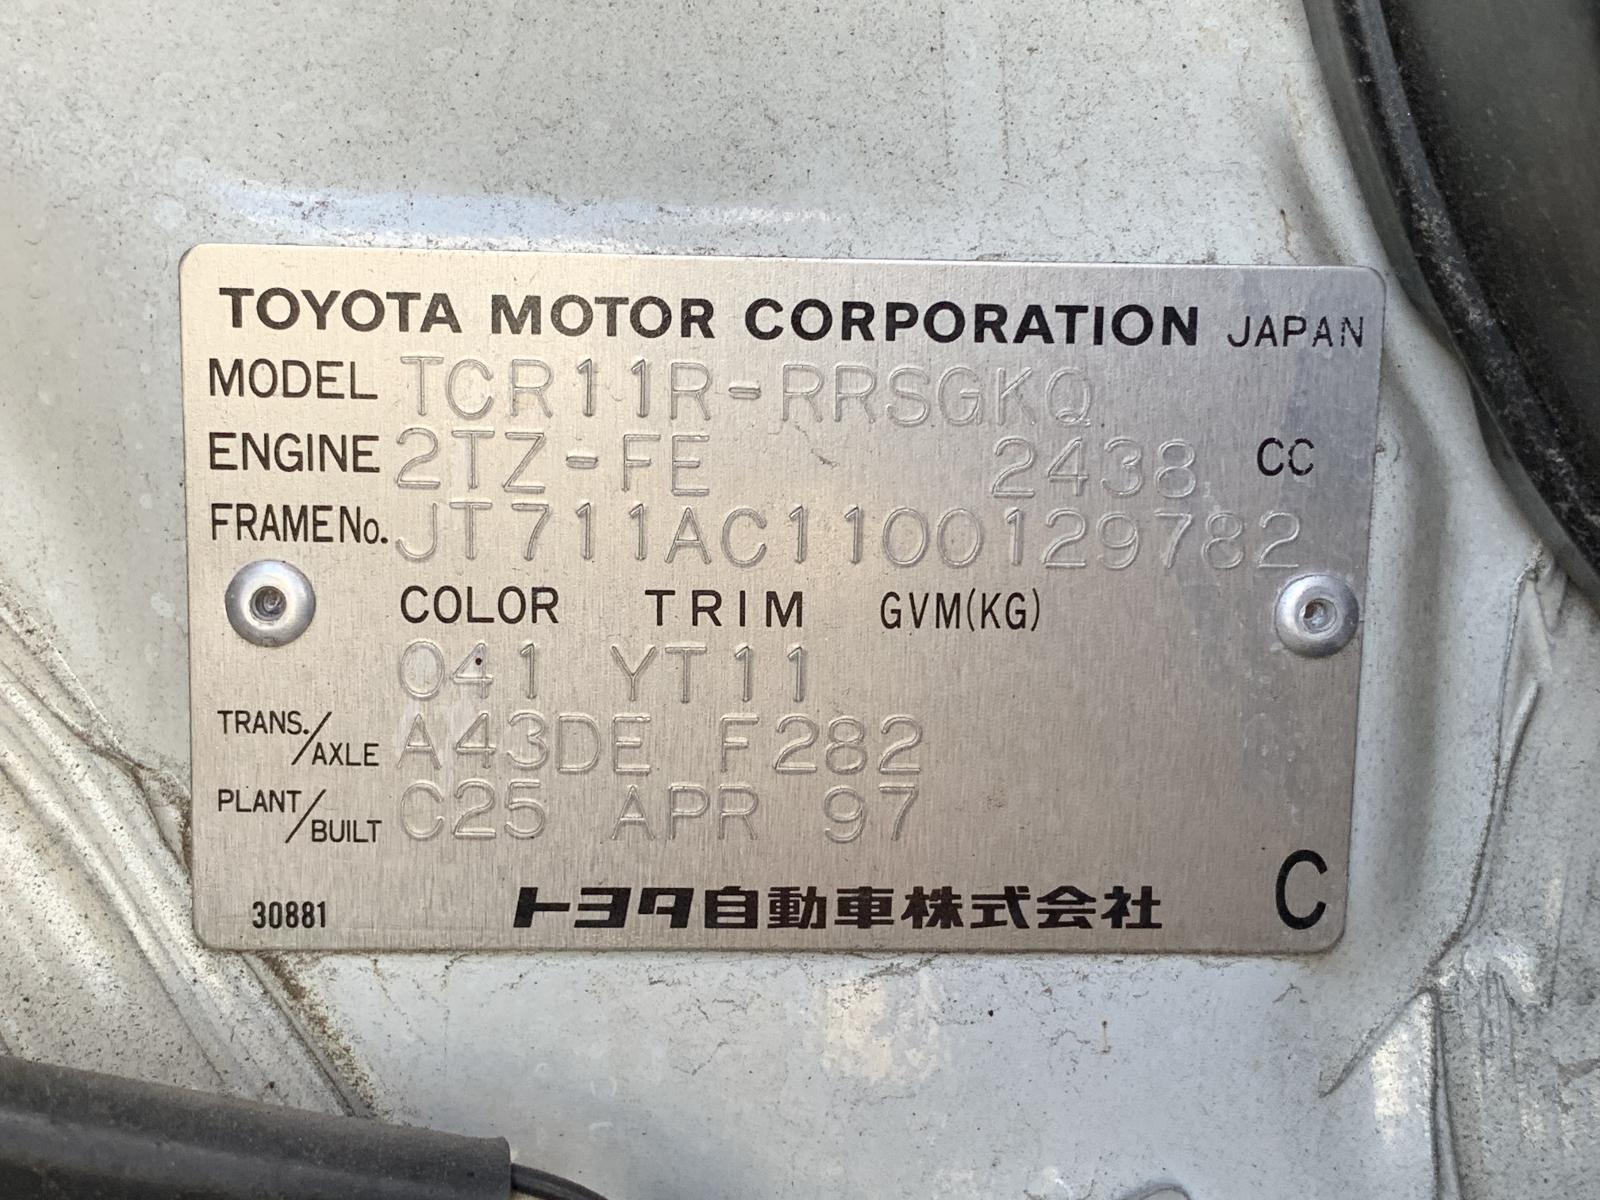 TOYOTA MOTOR CORPORATION JAPAN
MODEL TCR11R-RRSGKQ
ENGINE 2TZ-FE 2438 CC
FRAME No. JT711AC1100129782
COLOR TRIM GVM(KG)
041 YT11
TRANS./AXLE A43DE F282
PLANT/BUILT C25 APR 97
30881 トヨタ自動車株式会社 C